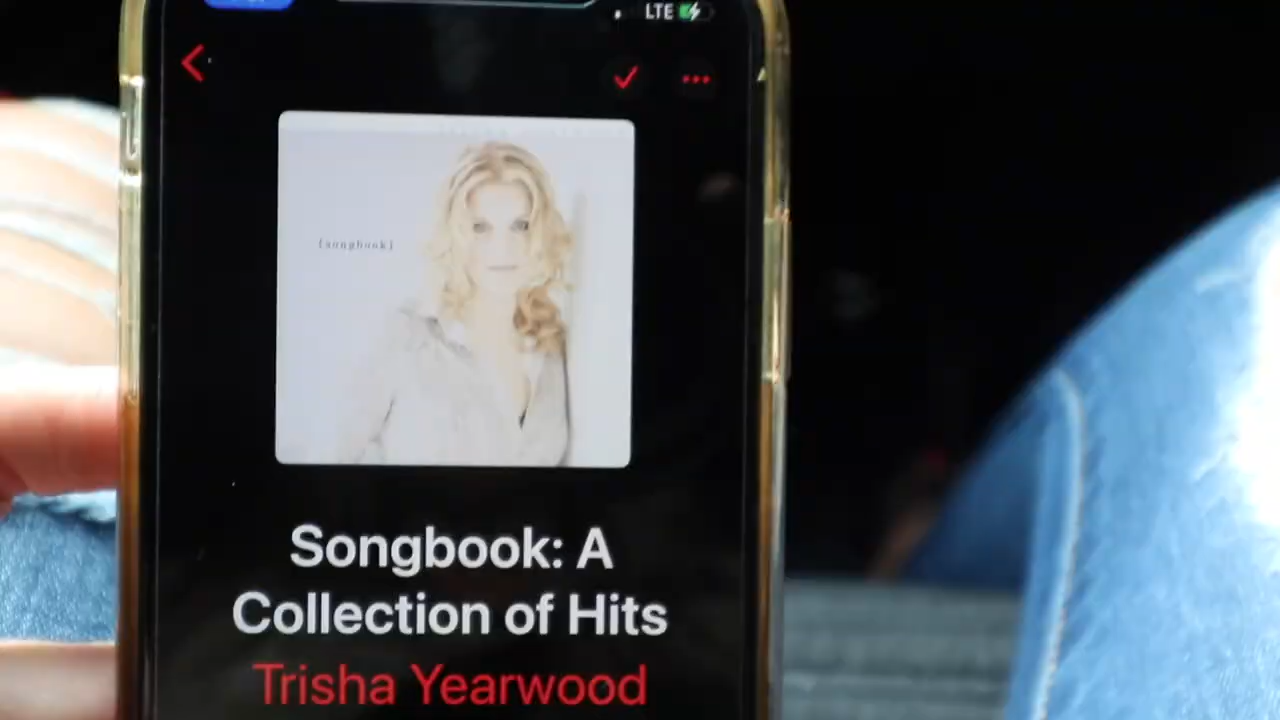 LTE
{songbook}
Songbook: A
Collection of Hits
Trisha Yearwood